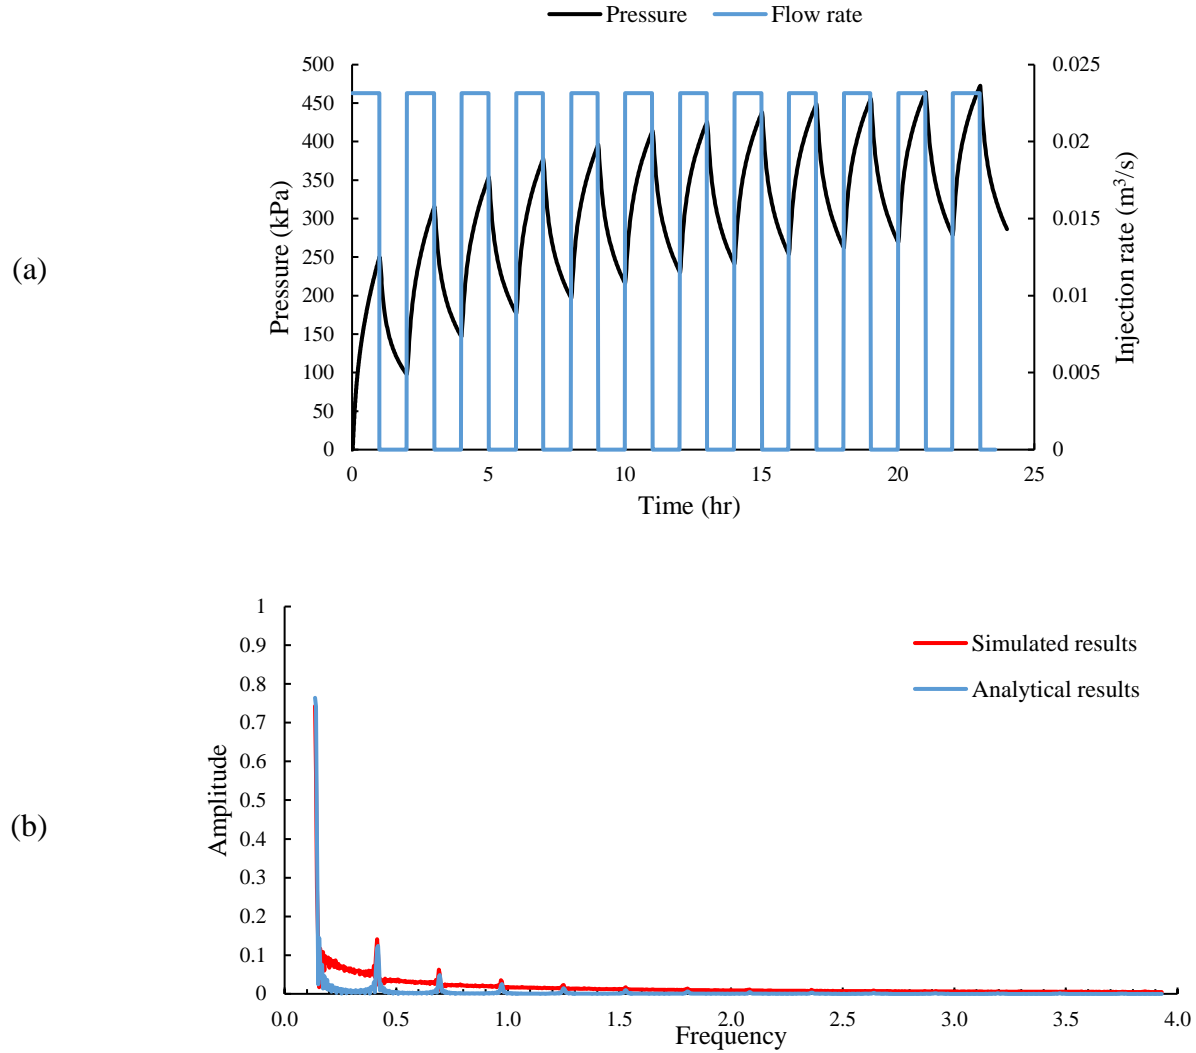 Pressure Flow rate
(a)
Pressure (kPa)
500
450
400
350
300
250
200
150
100
50
0
0.025
0.02
0.015
0.01
0.005
0
Injection rate (m³/s)
0 5 10 15 20 25
Time (hr)
(b)
Amplitude
1
0.9
0.8
0.7
0.6
0.5
0.4
0.3
0.2
0.1
0
Simulated results
Analytical results
0.0 0.5 1.0 1.5 2.0 2.5 3.0 3.5 4.0
Frequency